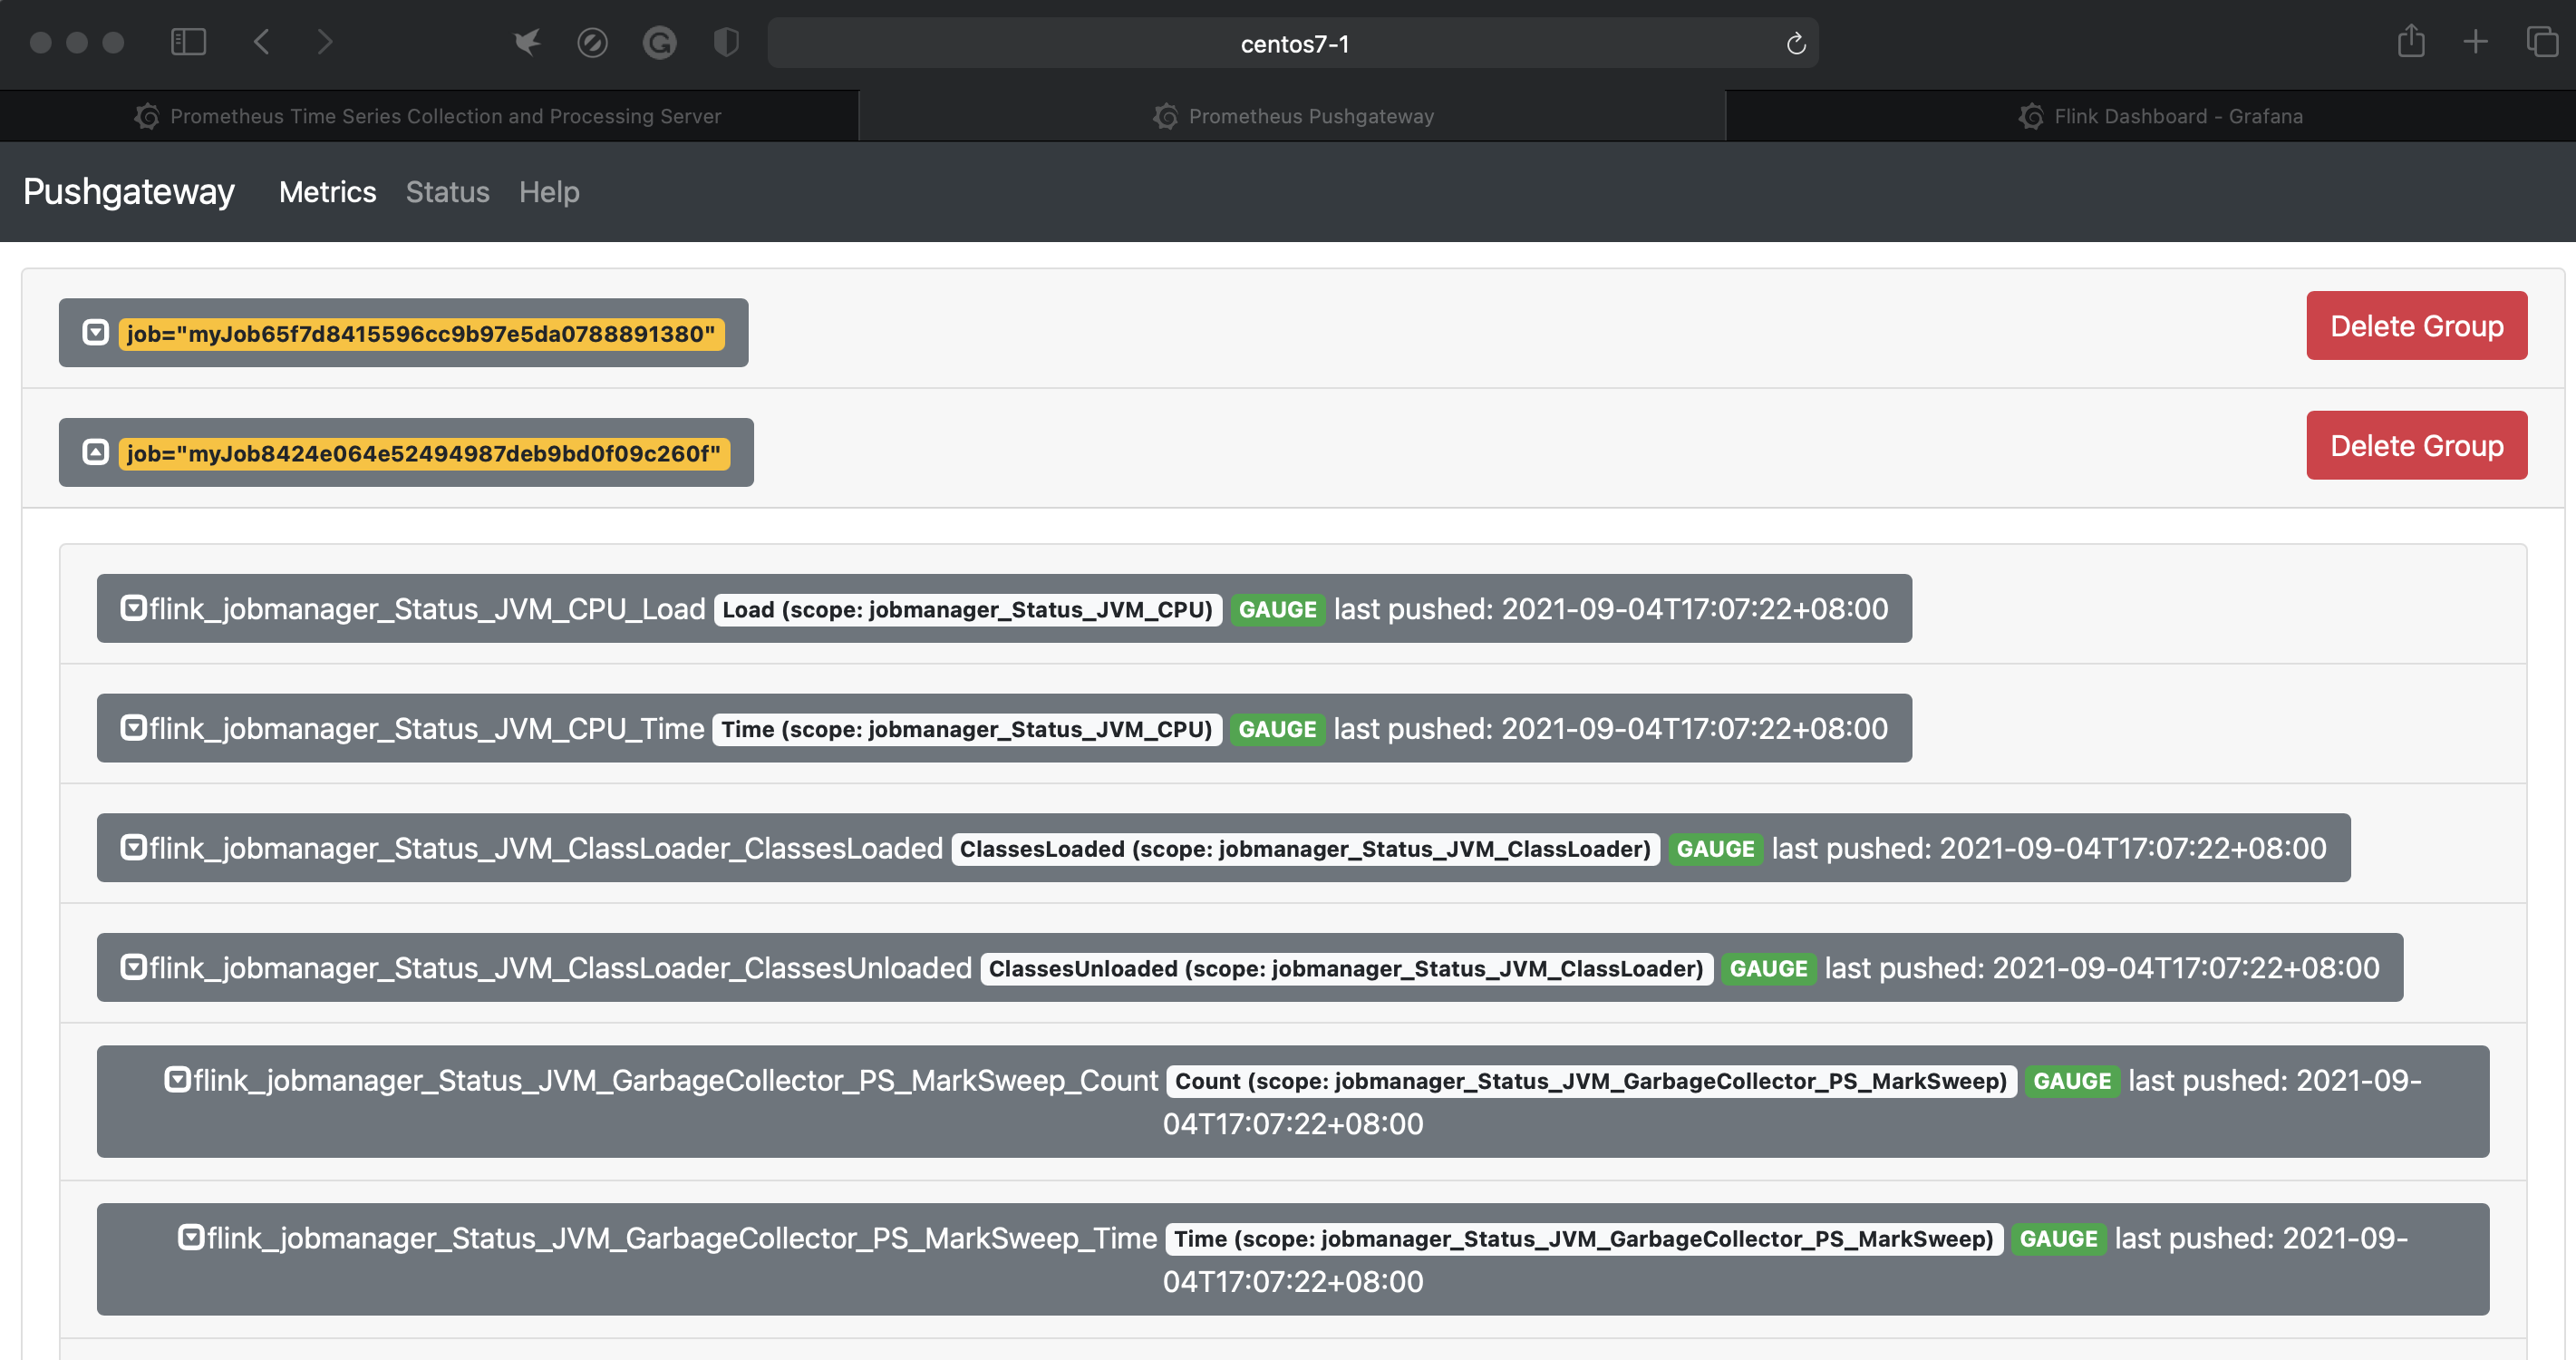 centos7-1
Prometheus Time Series Collection and Processing Server
Prometheus Pushgateway
Flink Dashboard - Grafana
Pushgateway Metrics Status Help
job="myJob65f7d8415596cc9b97e5da0788891380" Delete Group
job="myJob8424e064e52494987deb9bd0f09c260f" Delete Group
flink_jobmanager_Status_JVM_CPU_Load Load (scope: jobmanager_Status_JVM_CPU) GAUGE last pushed: 2021-09-04T17:07:22+08:00
flink_jobmanager_Status_JVM_CPU_Time Time (scope: jobmanager_Status_JVM_CPU) GAUGE last pushed: 2021-09-04T17:07:22+08:00
flink_jobmanager_Status_JVM_ClassLoader_ClassesLoaded ClassesLoaded (scope: jobmanager_Status_JVM_ClassLoader) GAUGE last pushed: 2021-09-04T17:07:22+08:00
flink_jobmanager_Status_JVM_ClassLoader_ClassesUnloaded ClassesUnloaded (scope: jobmanager_Status_JVM_ClassLoader) GAUGE last pushed: 2021-09-04T17:07:22+08:00
flink_jobmanager_Status_JVM_GarbageCollector_PS_MarkSweep_Count Count (scope: jobmanager_Status_JVM_GarbageCollector_PS_MarkSweep) GAUGE last pushed: 2021-09-
04T17:07:22+08:00
flink_jobmanager_Status_JVM_GarbageCollector_PS_MarkSweep_Time Time (scope: jobmanager_Status_JVM_GarbageCollector_PS_MarkSweep) GAUGE last pushed: 2021-09-
04T17:07:22+08:00